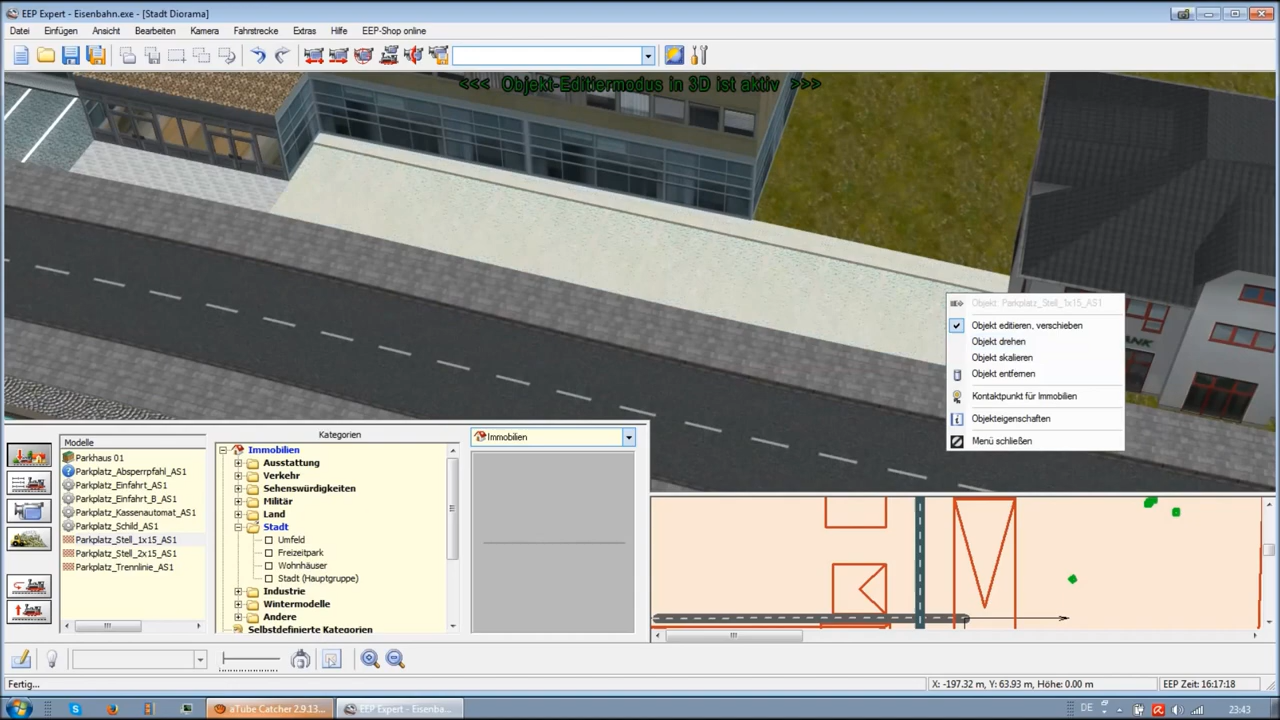 EEP Expert - Eisenbahn.exe - [Stadt Diorama]
Datei Einfügen Ansicht Bearbeiten Kamera Fahrstrecke Extras Hilfe EEP-Shop online
<<< Objekt-Editiermodus in 3D ist aktiv >>>
Objekt: Parkplatz_Stell_1x15_AS1
Objekt editieren, verschieben
Objekt drehen
Objekt skalieren
Objekt entfernen
Kontaktpunkt für Immobilien
Objekteigenschaften
Menü schließen
Modelle
Parkhaus 01
Parkplatz_Absperrpfahl_AS1
Parkplatz_Einfahrt_AS1
Parkplatz_Einfahrt_B_AS1
Parkplatz_Kassenautomat_AS1
Parkplatz_Schild_AS1
Parkplatz_Stell_1x15_AS1
Parkplatz_Stell_2x15_AS1
Parkplatz_Trennlinie_AS1
Kategorien
Immobilien
Ausstattung
Verkehr
Sehenswürdigkeiten
Militär
Land
Stadt
Umfeld
Freizeitpark
Wohnhäuser
Stadt (Hauptgruppe)
Industrie
Wintermodelle
Andere
Selbstdefinierte Kategorien
Immobilien
Fertig...
X: -197.32 m, Y: 63.93 m, Höhe: 0.00 m
EEP Zeit: 16:17:18
aTube Catcher 2.9.13...
EEP Expert - Eisenba...
DE
23:43